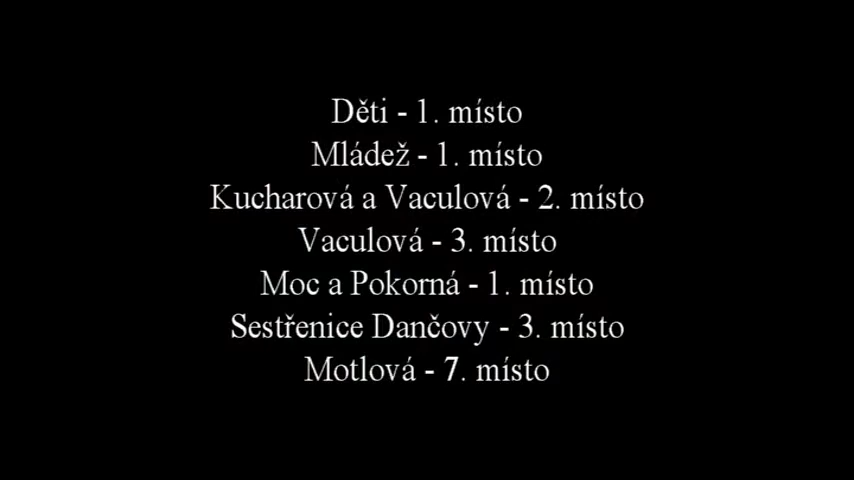 Děti - 1. místo
Mládež - 1. místo
Kucharová a Vaculová - 2. místo
Vaculová - 3. místo
Moc a Pokorná - 1. místo
Sestřenice Dančovy - 3. místo
Motlová - 7. místo